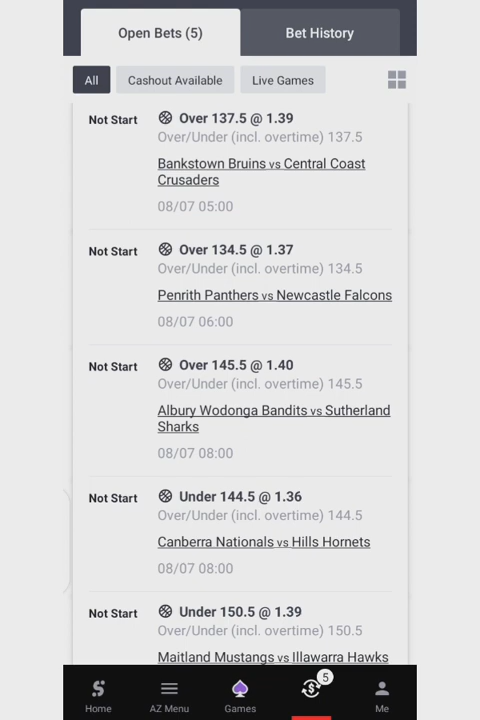 Open Bets (5)
Bet History
All
Cashout Available
Live Games
Not Start
Over 137.5 @ 1.39
Over/Under (incl. overtime) 137.5
Bankstown Bruins vs Central Coast
Crusaders
08/07 05:00
Not Start
Over 134.5 @ 1.37
Over/Under (incl. overtime) 134.5
Penrith Panthers vs Newcastle Falcons
08/07 06:00
Not Start
Over 145.5 @ 1.40
Over/Under (incl. overtime) 145.5
Albury Wodonga Bandits vs Sutherland
Sharks
08/07 08:00
Not Start
Under 144.5 @ 1.36
Over/Under (incl. overtime) 144.5
Canberra Nationals vs Hills Hornets
08/07 08:00
Not Start
Under 150.5 @ 1.39
Over/Under (incl. overtime) 150.5
Maitland Mustangs vs Illawarra Hawks
5
Home
AZ Menu
Games
Me